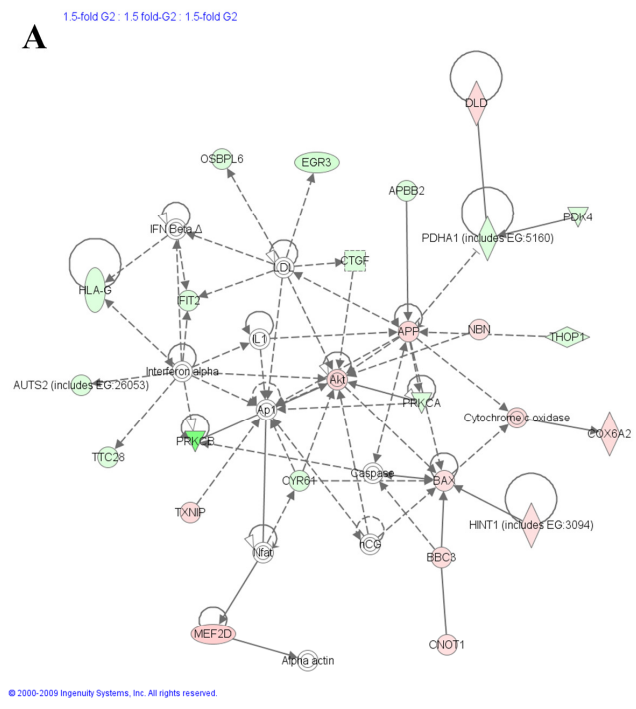 1.5-fold G2 : 1.5 fold-G2 : 1.5-fold G2
A
DLD
OSBPL6
EGR3
APBB2
PDK4
IFN Beta Δ
PDHA1 (includes EG:5160)
CTGF
LDL
HLA-G
IFIT2
APP
NBN
THOP1
IL1
Interferon alpha
AUTS2 (includes EG:26053)
Akt
PRKCA
Ap1
Cytochrome c oxidase
COX6A2
PRKCB
TTC28
Caspase
CYR61
BAX
TXNIP
HINT1 (includes EG:3094)
Nfat
hCG
BBC3
MEF2D
CNOT1
Alpha actin
© 2000-2009 Ingenuity Systems, Inc. All rights reserved.